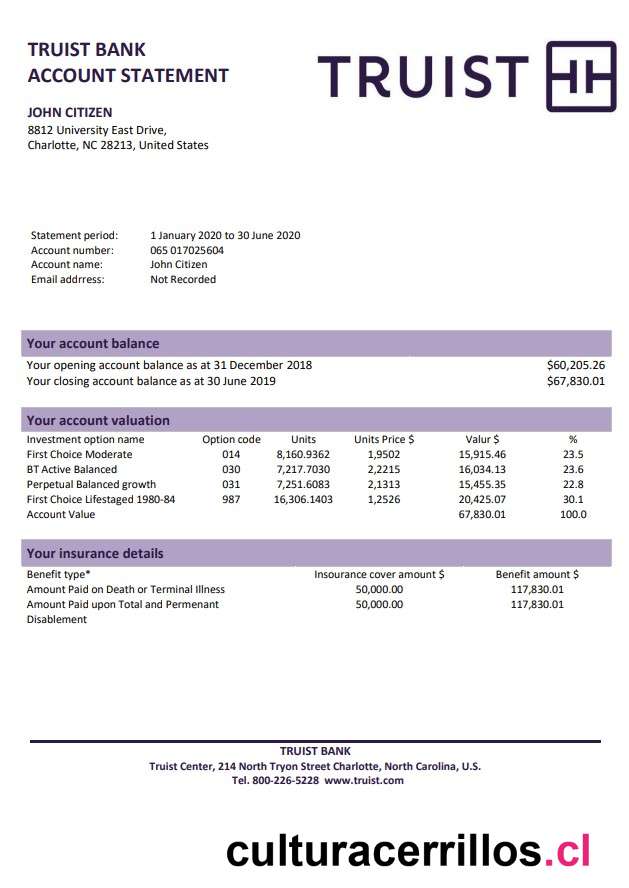 TRUIST BANK
ACCOUNT STATEMENT
TRUIST
JOHN CITIZEN
8812 University East Drive,
Charlotte, NC 28213, United States
Statement period: 1 January 2020 to 30 June 2020
Account number: 065 017025604
Account name: John Citizen
Email addrress: Not Recorded
Your account balance
Your opening account balance as at 31 December 2018 $60,205.26
Your closing account balance as at 30 June 2019 $67,830.01
Your account valuation
Investment option name Option code Units Units Price $ Valur $ %
First Choice Moderate 014 8,160.9362 1,9502 15,915.46 23.5
BT Active Balanced 030 7,217.7030 2,2215 16,034.13 23.6
Perpetual Balanced growth 031 7,251.6083 2,1313 15,455.35 22.8
First Choice Lifestaged 1980-84 987 16,306.1403 1,2526 20,425.07 30.1
Account Value 67,830.01 100.0
Your insurance details
Benefit type* Insourance cover amount $ Benefit amount $
Amount Paid on Death or Terminal Illness 50,000.00 117,830.01
Amount Paid upon Total and Permenant 50,000.00 117,830.01
Disablement
TRUIST BANK
Truist Center, 214 North Tryon Street Charlotte, North Carolina, U.S.
Tel. 800-226-5228 www.truist.com
culturacerrillos.cl